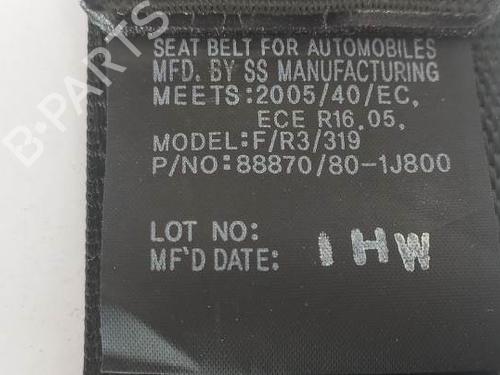 SEAT BELT FOR AUTOMOBILES
MFD. BY SS MANUFACTURING
MEETS:2005/40/EC,
ECE R16.05,
MODEL:F/R3/319
P/NO:88870/80-1J800
LOT NO:
MF'D DATE:
1HW
B-PARTS